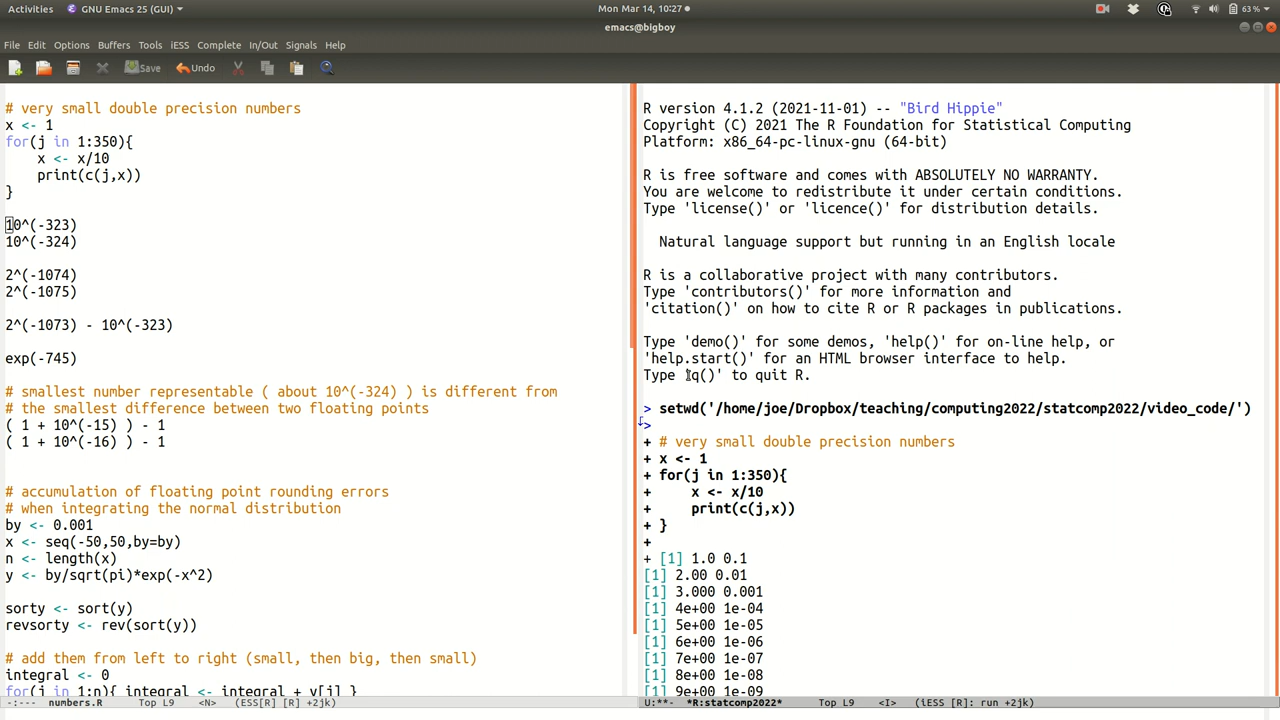 Activities GNU Emacs 25 (GUI) Mon Mar 14, 10:27 63 %
emacs@bigboy
File Edit Options Buffers Tools iESS Complete In/Out Signals Help
Save Undo
# very small double precision numbers
x <- 1
for(j in 1:350){
    x <- x/10
    print(c(j,x))
}
10^(-323)
10^(-324)
2^(-1074)
2^(-1075)
2^(-1073) - 10^(-323)
exp(-745)
# smallest number representable ( about 10^(-324) ) is different from
# the smallest difference between two floating points
( 1 + 10^(-15) ) - 1
( 1 + 10^(-16) ) - 1
# accumulation of floating point rounding errors
# when integrating the normal distribution
by <- 0.001
x <- seq(-50,50,by=by)
n <- length(x)
y <- by/sqrt(pi)*exp(-x^2)
sorty <- sort(y)
revsorty <- rev(sort(y))
# add them from left to right (small, then big, then small)
integral <- 0
for(j in 1:n){ integral <- integral + y[j] }
-:--- numbers.R Top L9 <N> (ESS[R] [R] +2jk)
R version 4.1.2 (2021-11-01) -- "Bird Hippie"
Copyright (C) 2021 The R Foundation for Statistical Computing
Platform: x86_64-pc-linux-gnu (64-bit)
R is free software and comes with ABSOLUTELY NO WARRANTY.
You are welcome to redistribute it under certain conditions.
Type 'license()' or 'licence()' for distribution details.
  Natural language support but running in an English locale
R is a collaborative project with many contributors.
Type 'contributors()' for more information and
'citation()' on how to cite R or R packages in publications.
Type 'demo()' for some demos, 'help()' for on-line help, or
'help.start()' for an HTML browser interface to help.
Type 'q()' to quit R.
> setwd('/home/joe/Dropbox/teaching/computing2022/statcomp2022/video_code/')
>
+ # very small double precision numbers
+ x <- 1
+ for(j in 1:350){
+     x <- x/10
+     print(c(j,x))
+ }
+
+ [1] 1.0 0.1
[1] 2.00 0.01
[1] 3.000 0.001
[1] 4e+00 1e-04
[1] 5e+00 1e-05
[1] 6e+00 1e-06
[1] 7e+00 1e-07
[1] 8e+00 1e-08
[1] 9e+00 1e-09
U:**- *R:statcomp2022* Top L9 <I> (iESS [R]: run +2jk)